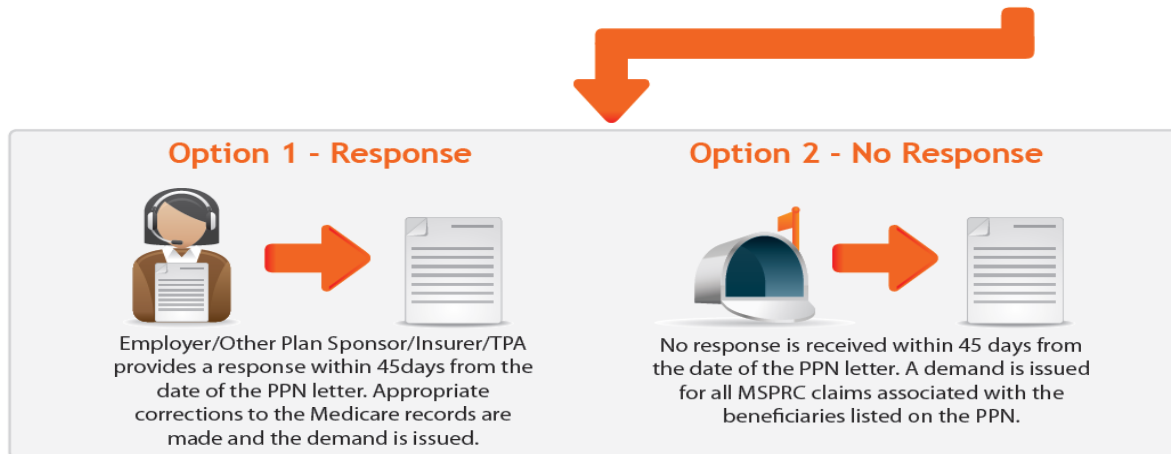 Option 1 - Response
Employer/Other Plan Sponsor/Insurer/TPA
provides a response within 45days from the
date of the PPN letter. Appropriate
corrections to the Medicare records are
made and the demand is issued.
Option 2 - No Response
No response is received within 45 days from
the date of the PPN letter. A demand is issued
for all MSPRC claims associated with the
beneficiaries listed on the PPN.